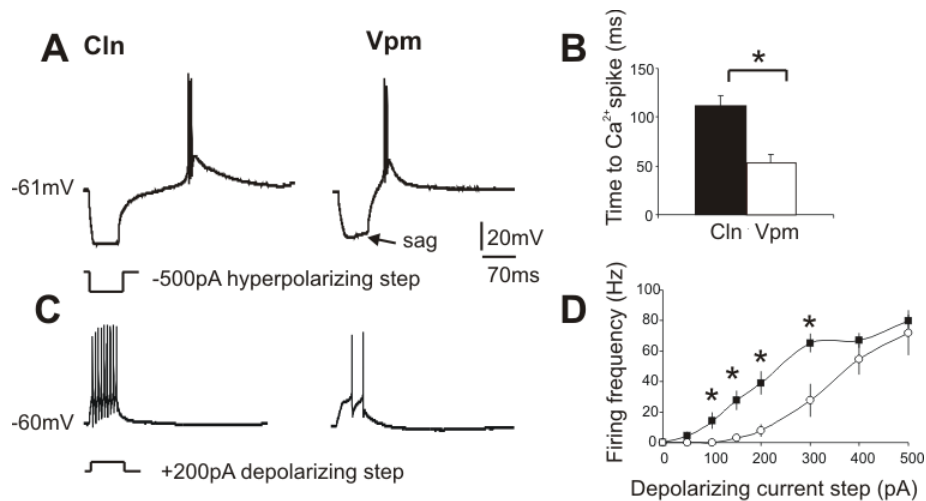 A
Cln
Vpm
-61mV
sag
20mV
70ms
-500pA hyperpolarizing step
B
Time to Ca²⁺spike (ms)
150
100
50
0
*
Cln Vpm
C
-60mV
+200pA depolarizing step
D
Firing frequency (Hz)
100
80
60
40
20
0
* * * *
0 100 200 300 400 500
Depolarizing current step (pA)